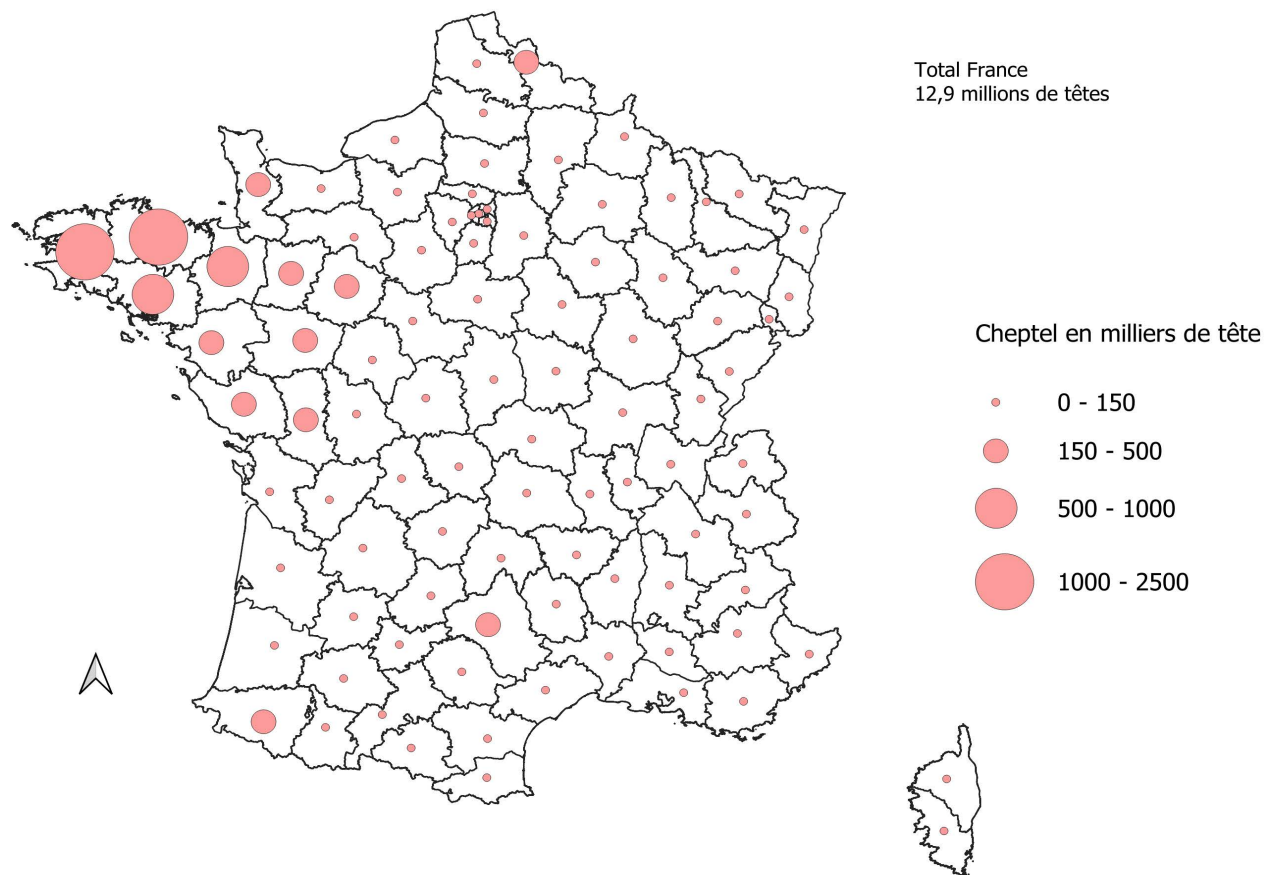 Total France
12,9 millions de têtes
Cheptel en milliers de tête
0 - 150
150 - 500
500 - 1000
1000 - 2500